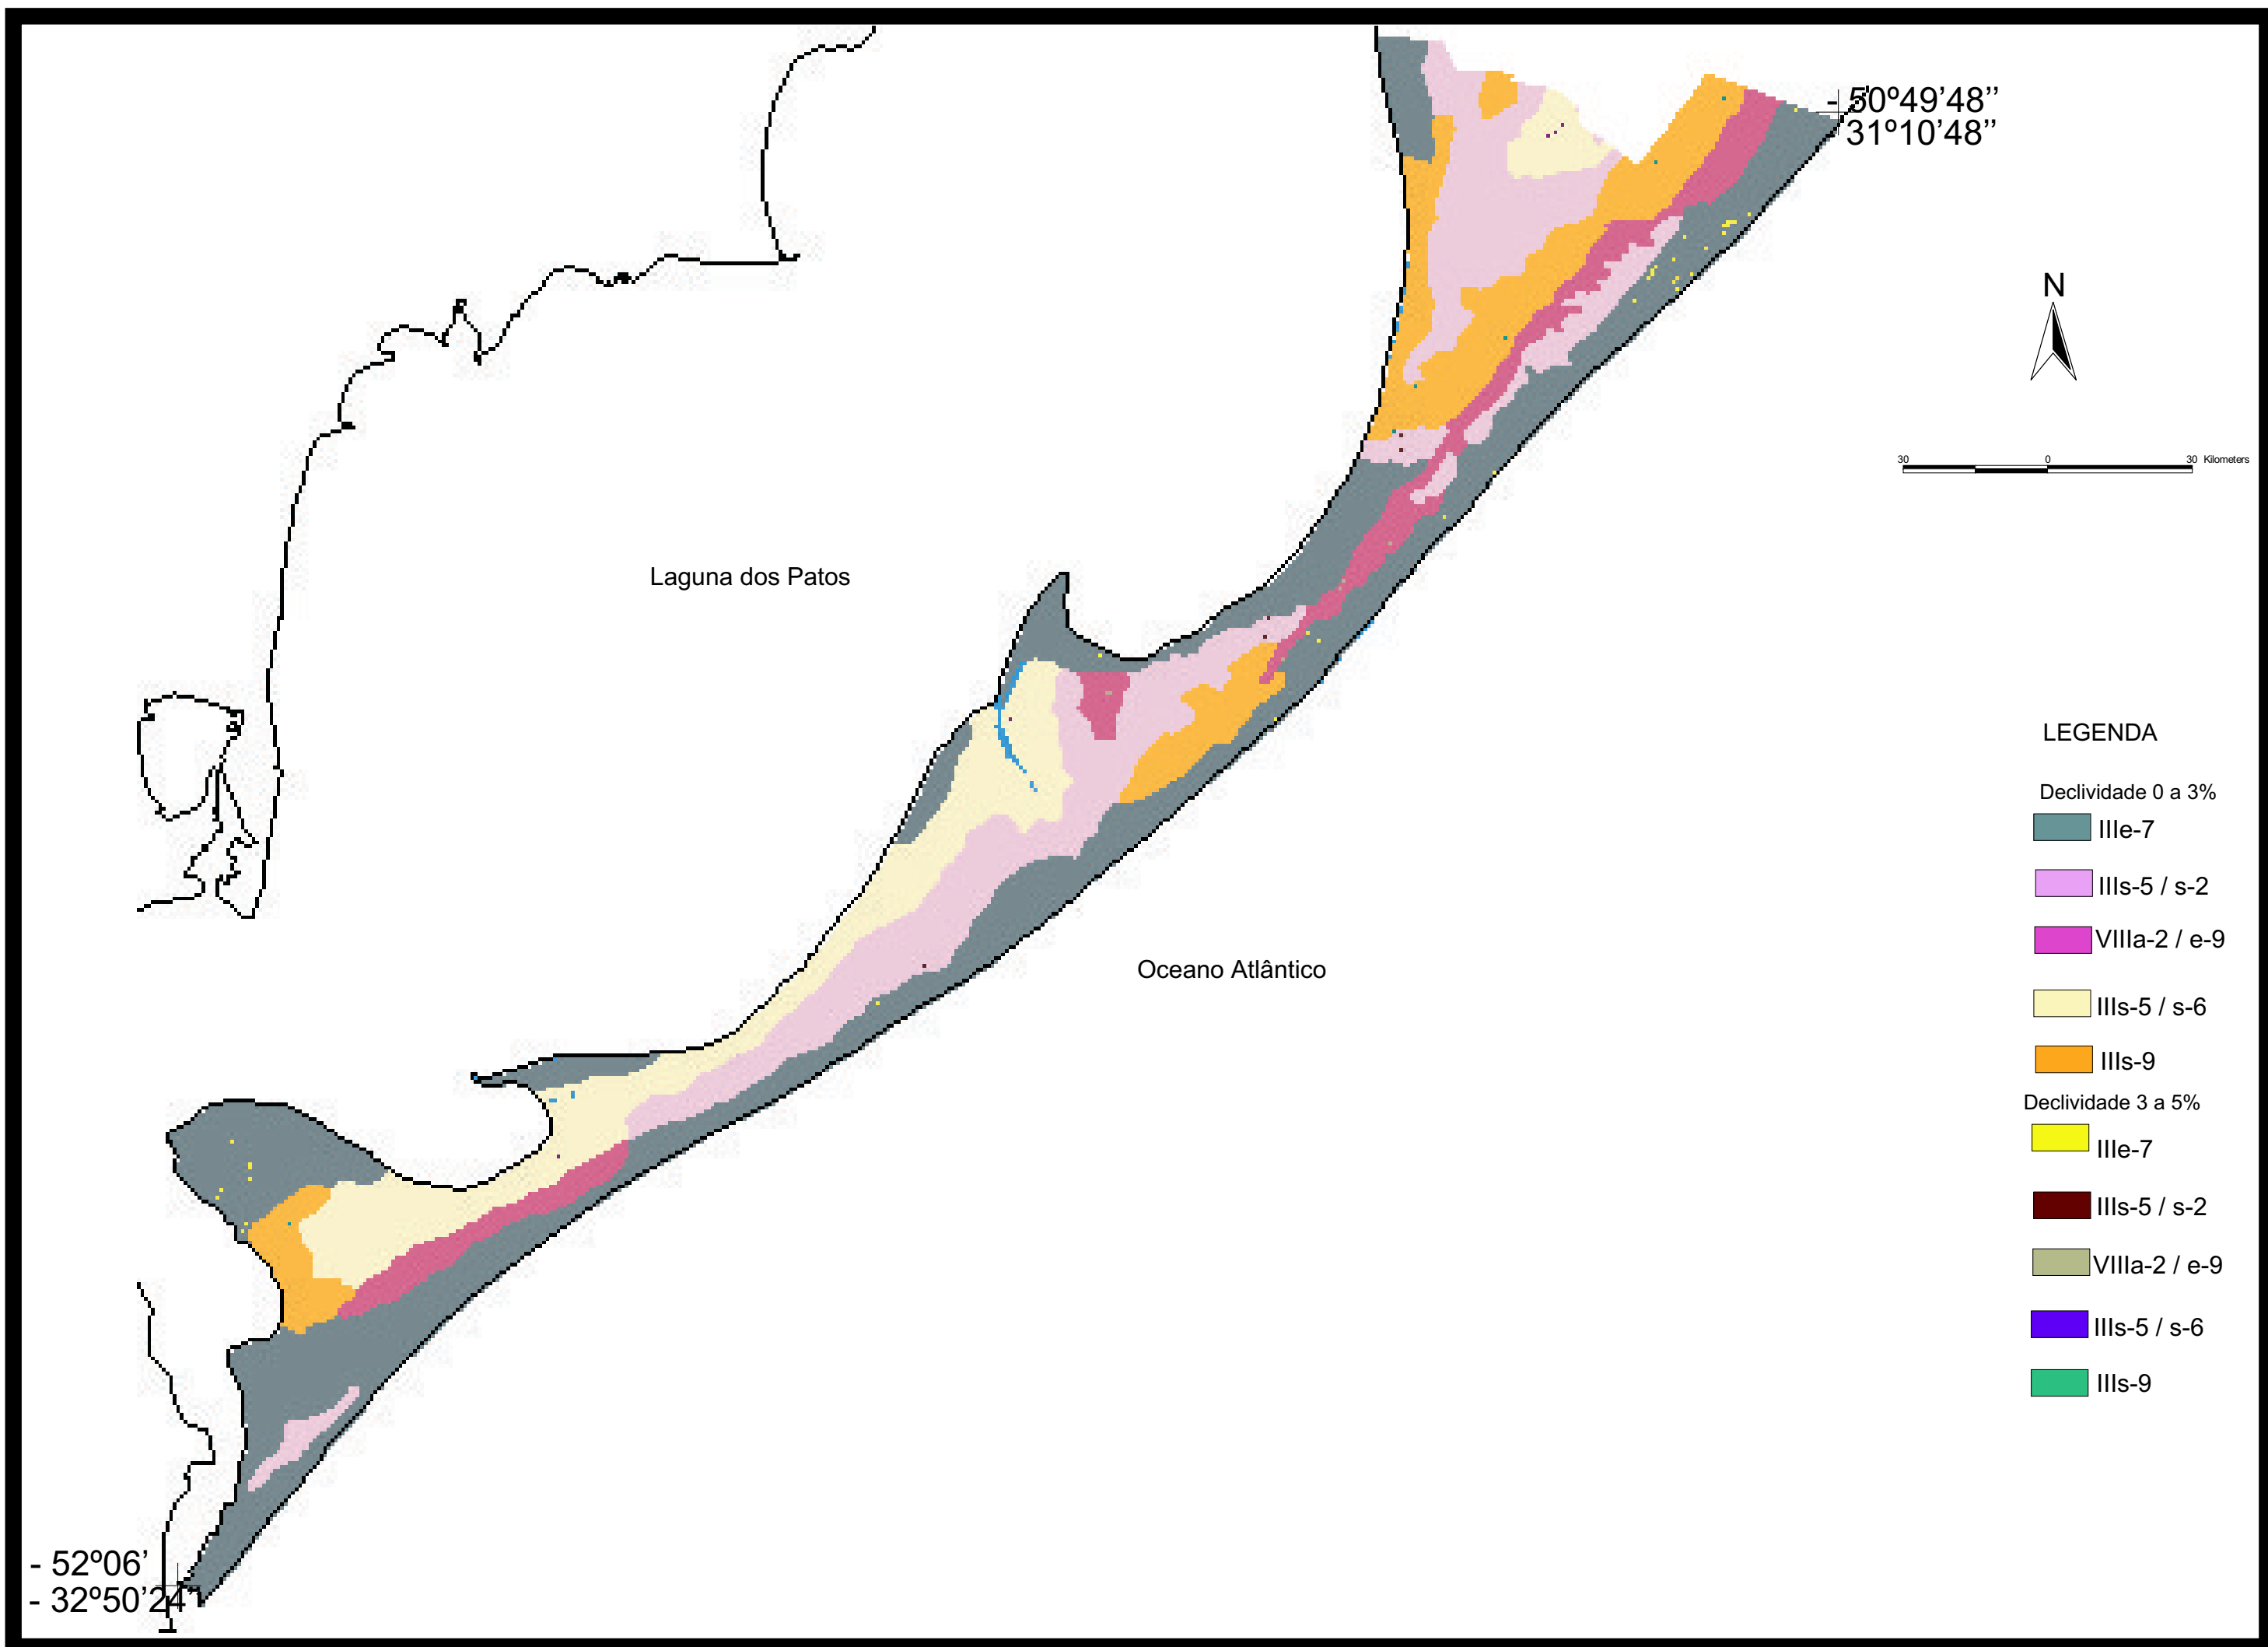 - 50º49’48’’
31º10’48’’
N
30 0 30 Kilometers
Laguna dos Patos
Oceano Atlântico
LEGENDA
Declividade 0 a 3%
IIIe-7
IIIs-5 / s-2
VIIIa-2 / e-9
IIIs-5 / s-6
IIIs-9
Declividade 3 a 5%
IIIe-7
IIIs-5 / s-2
VIIIa-2 / e-9
IIIs-5 / s-6
IIIs-9
- 52º06’
- 32º50’24’’